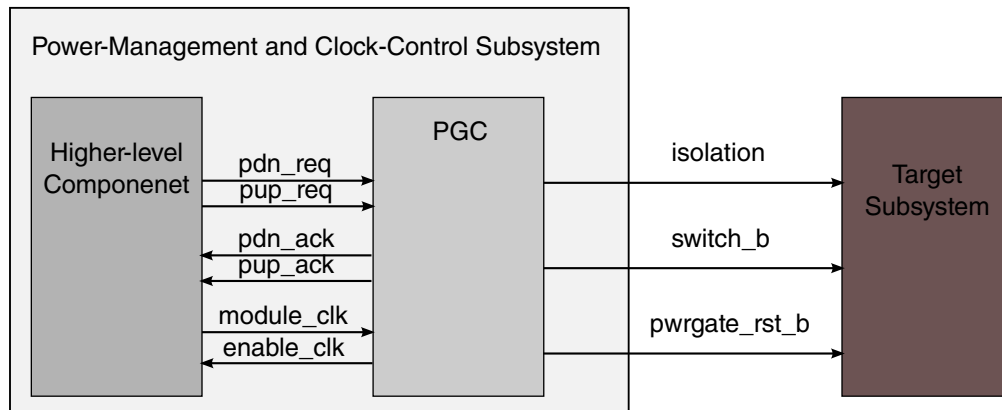 Power-Management and Clock-Control Subsystem
Higher-level
Componenet
PGC
pdn_req
pup_req
pdn_ack
pup_ack
module_clk
enable_clk
isolation
switch_b
pwrgate_rst_b
Target
Subsystem